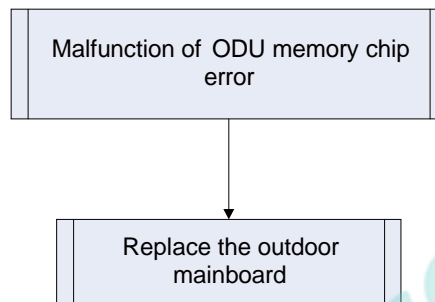 Malfunction of ODU memory chip
error
Replace the outdoor
mainboard